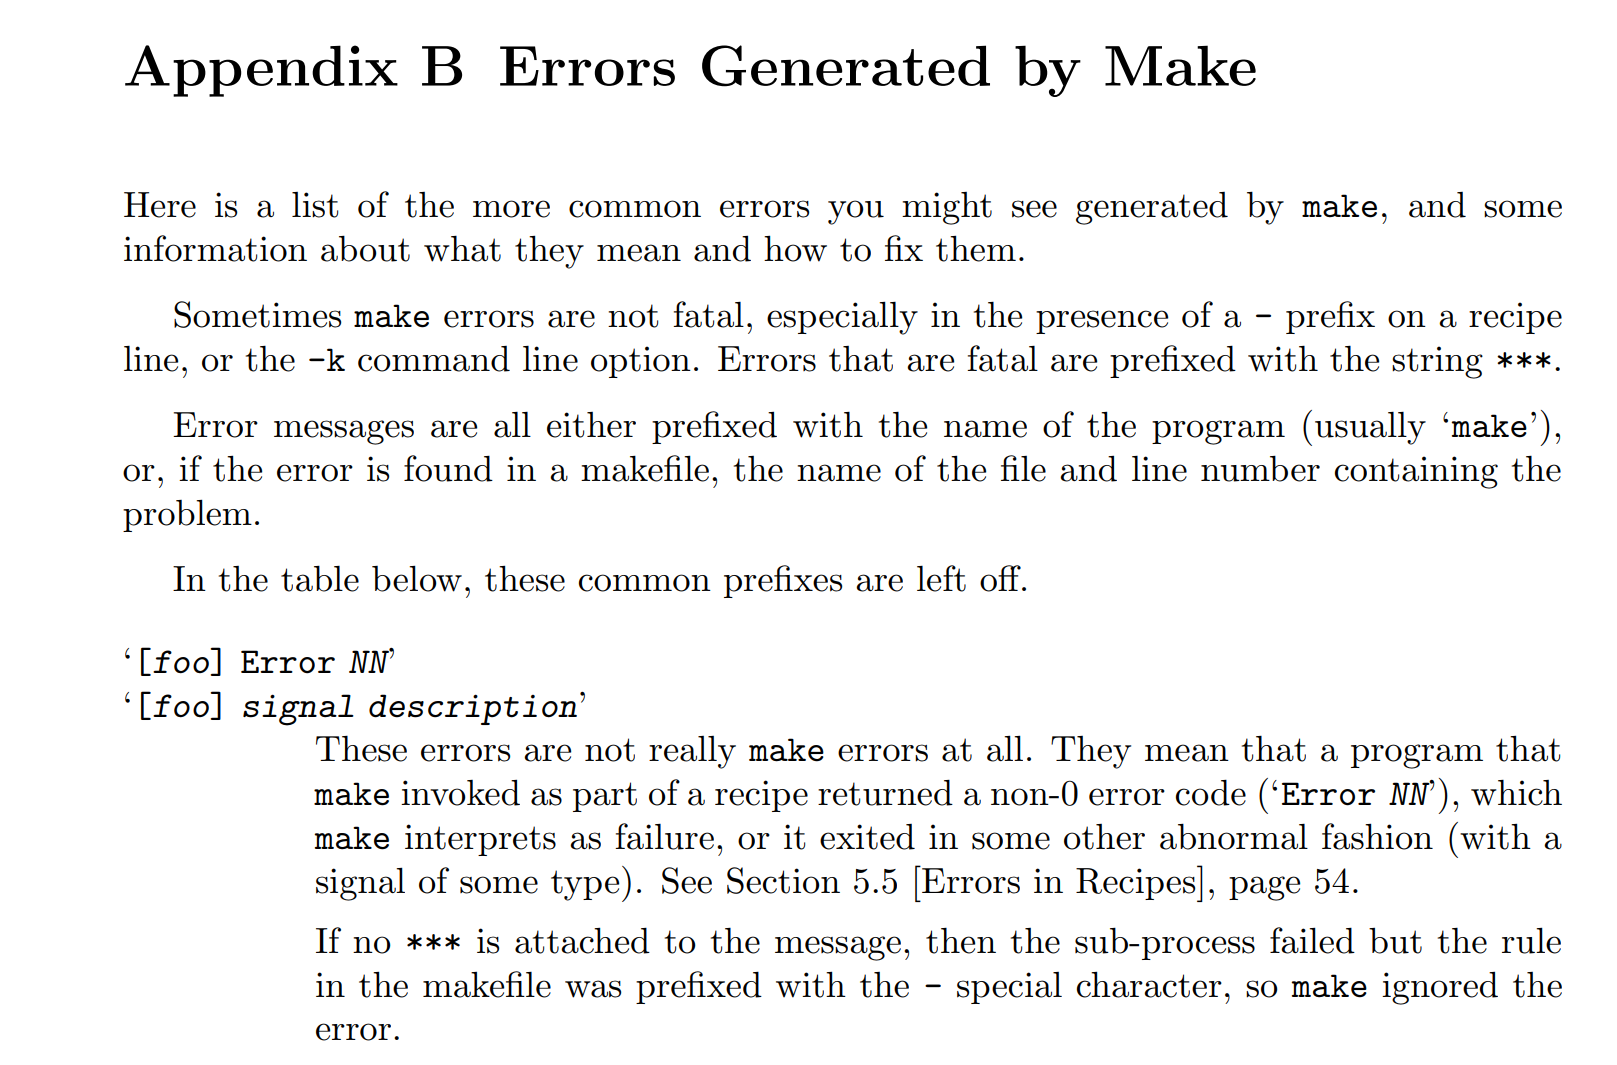 Appendix B Errors Generated by Make
Here is a list of the more common errors you might see generated by make, and some
information about what they mean and how to fix them.
Sometimes make errors are not fatal, especially in the presence of a - prefix on a recipe
line, or the -k command line option. Errors that are fatal are prefixed with the string ***.
Error messages are all either prefixed with the name of the program (usually ‘make’),
or, if the error is found in a makefile, the name of the file and line number containing the
problem.
In the table below, these common prefixes are left off.
‘[foo] Error NN’
‘[foo] signal description’
These errors are not really make errors at all. They mean that a program that
make invoked as part of a recipe returned a non-0 error code (‘Error NN’), which
make interprets as failure, or it exited in some other abnormal fashion (with a
signal of some type). See Section 5.5 [Errors in Recipes], page 54.
If no *** is attached to the message, then the sub-process failed but the rule
in the makefile was prefixed with the - special character, so make ignored the
error.